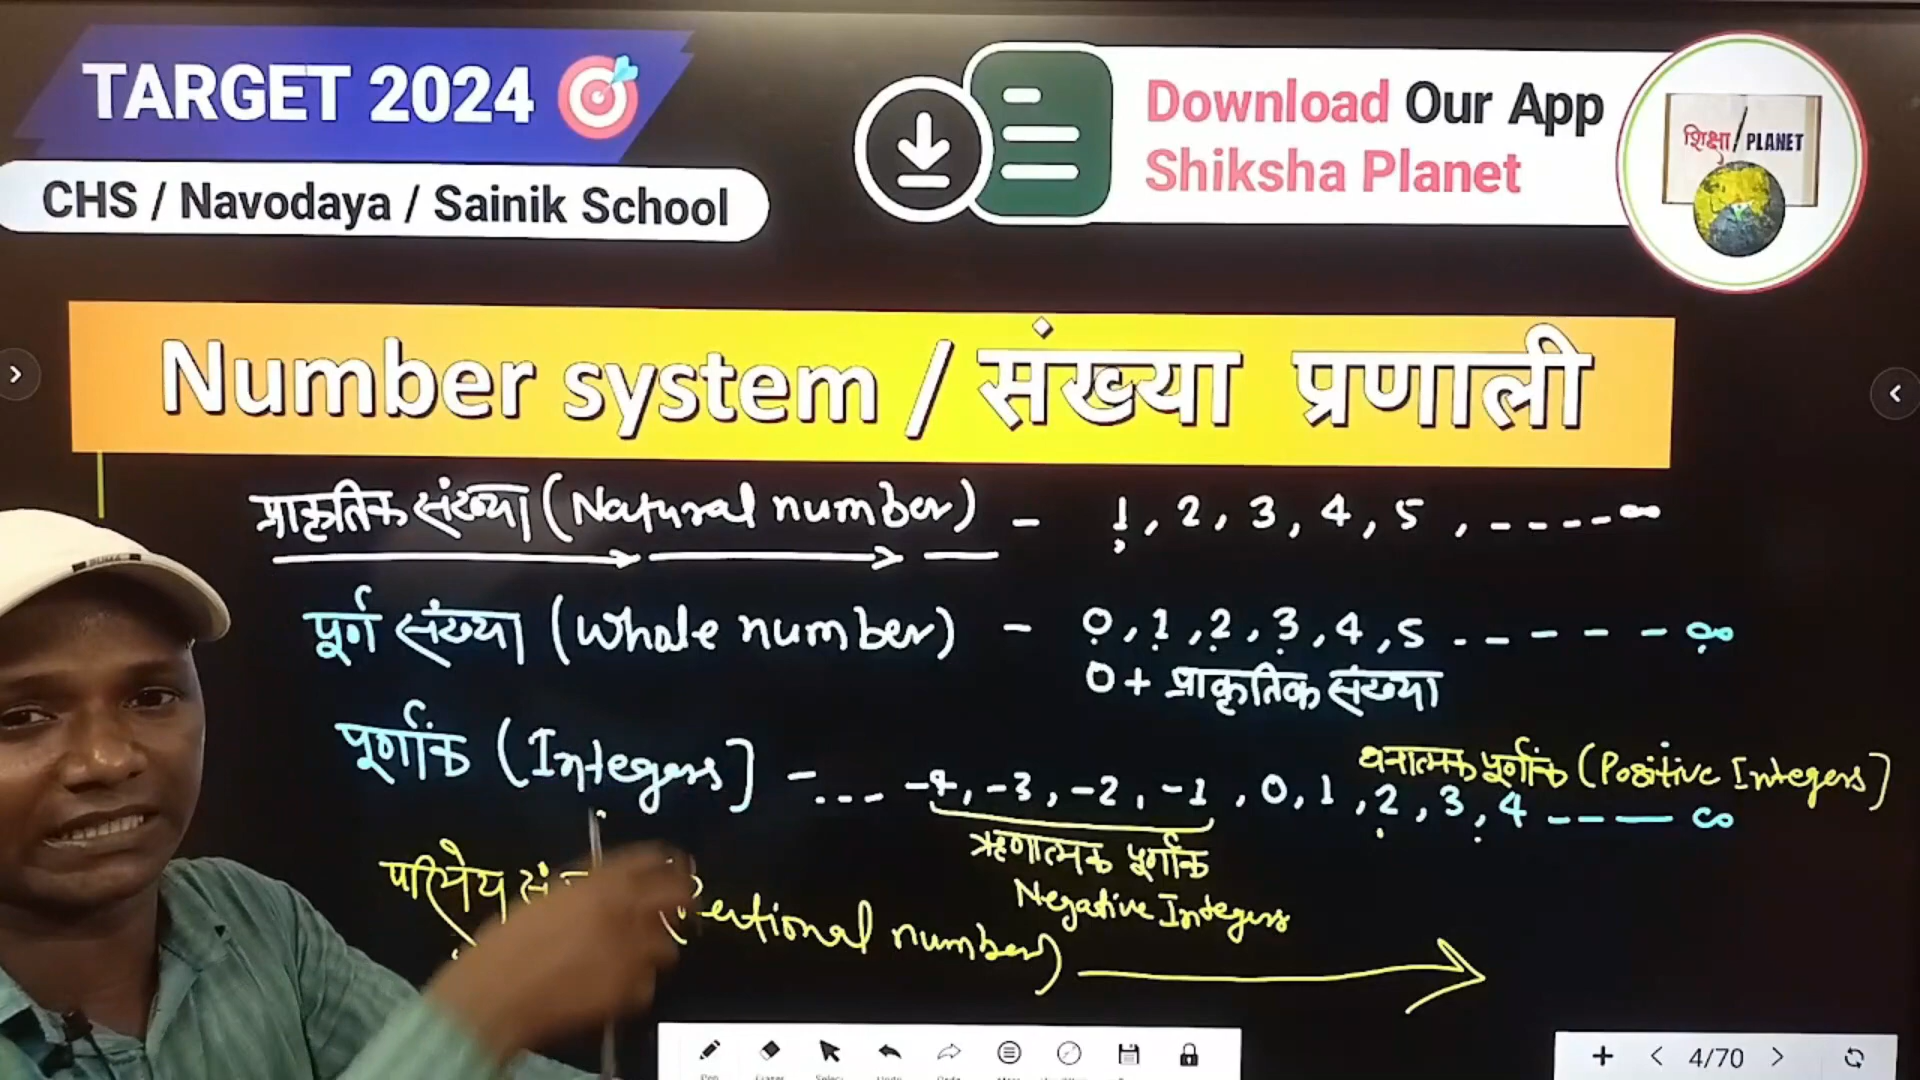 TARGET 2024
CHS / Navodaya / Sainik School
Download Our App
Shiksha Planet
शिक्षा PLANET
Number system / संख्या प्रणाली
प्राकृतिक संख्या (Natural number) - 1, 2, 3, 4, 5, ---- ∞
पूर्ण संख्या (Whole number) - 0, 1, 2, 3, 4, 5 ----- ∞
0 + प्राकृतिक संख्या
धनात्मक पूर्णांक (Positive Integers]
पूर्णांक (Integers] - ... -4, -3, -2, -1, 0, 1, 2, 3, 4 ---- ∞
ऋणात्मक पूर्णांक
Negative Integers
परिमेय number)
4/70